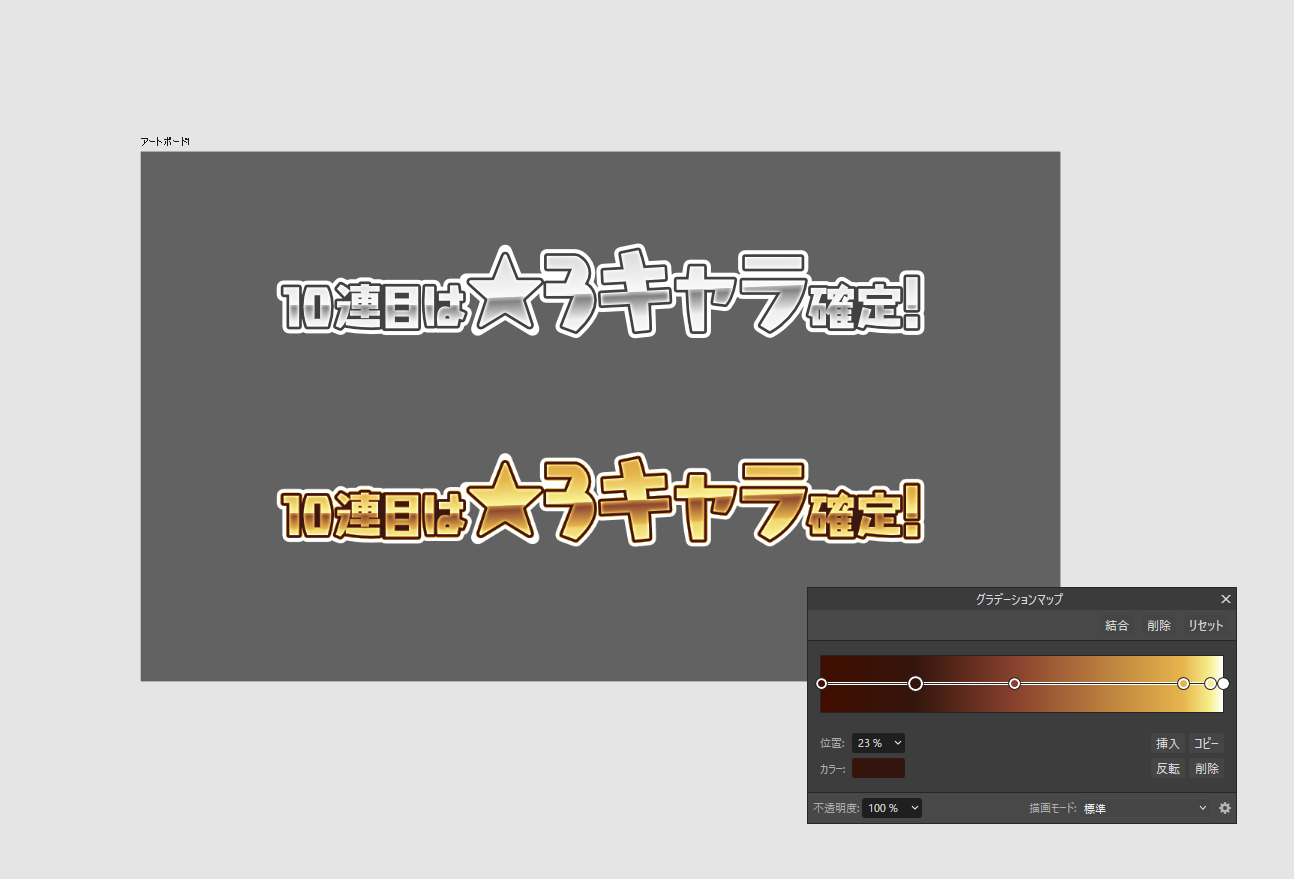 アートボード1
10連目は★3キャラ確定!
10連目は★3キャラ確定!
グラデーションマップ
結合 削除 リセット
位置: 23 % 挿入 コピー
カラー: 反転 削除
不透明度: 100 % 描画モード: 標準